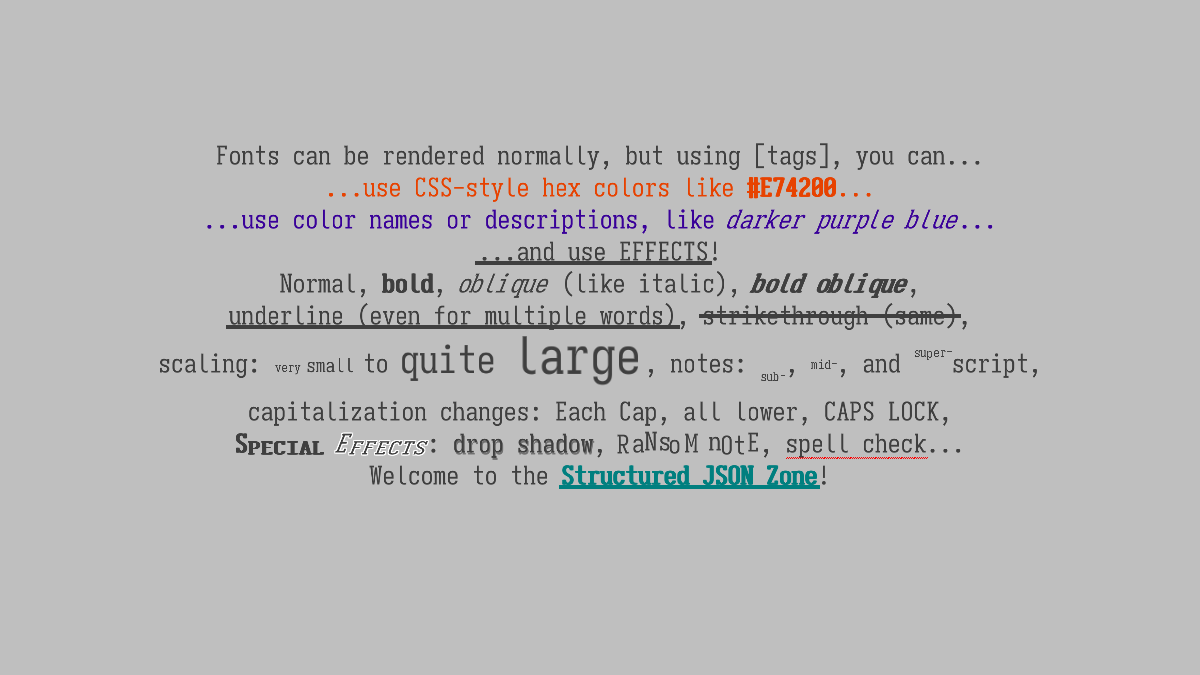 Fonts can be rendered normally, but using [tags], you can...
...use CSS-style hex colors like #E74200...
...use color names or descriptions, like darker purple blue...
...and use EFFECTS!
Normal, bold, oblique (like italic), bold oblique,
underline (even for multiple words), strikethrough (same),
scaling: very small to quite large, notes: sub-, mid-, and super-script,
capitalization changes: Each Cap, all lower, CAPS LOCK,
Special Effects: drop shadow, RaNsoM nOtE, spell check...
Welcome to the Structured JSON Zone!